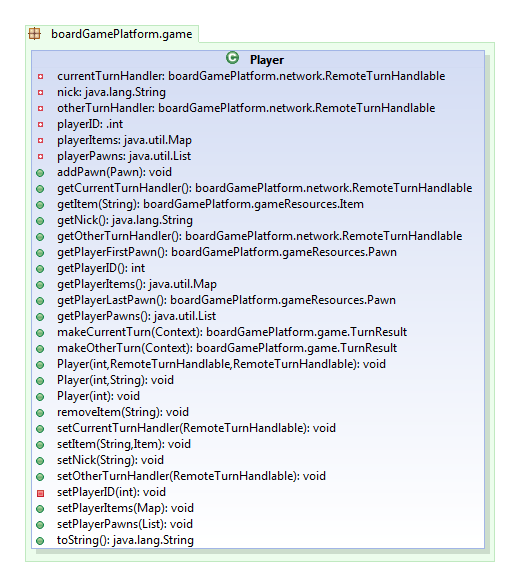 boardGamePlatform.game
Player
currentTurnHandler: boardGamePlatform.network.RemoteTurnHandlable
nick: java.lang.String
otherTurnHandler: boardGamePlatform.network.RemoteTurnHandlable
playerID: .int
playerItems: java.util.Map
playerPawns: java.util.List
addPawn(Pawn): void
getCurrentTurnHandler(): boardGamePlatform.network.RemoteTurnHandlable
getItem(String): boardGamePlatform.gameResources.Item
getNick(): java.lang.String
getOtherTurnHandler(): boardGamePlatform.network.RemoteTurnHandlable
getPlayerFirstPawn(): boardGamePlatform.gameResources.Pawn
getPlayerID(): int
getPlayerItems(): java.util.Map
getPlayerLastPawn(): boardGamePlatform.gameResources.Pawn
getPlayerPawns(): java.util.List
makeCurrentTurn(Context): boardGamePlatform.game.TurnResult
makeOtherTurn(Context): boardGamePlatform.game.TurnResult
Player(int,RemoteTurnHandlable,RemoteTurnHandlable): void
Player(int,String): void
Player(int): void
removeItem(String): void
setCurrentTurnHandler(RemoteTurnHandlable): void
setItem(String,Item): void
setNick(String): void
setOtherTurnHandler(RemoteTurnHandlable): void
setPlayerID(int): void
setPlayerItems(Map): void
setPlayerPawns(List): void
toString(): java.lang.String